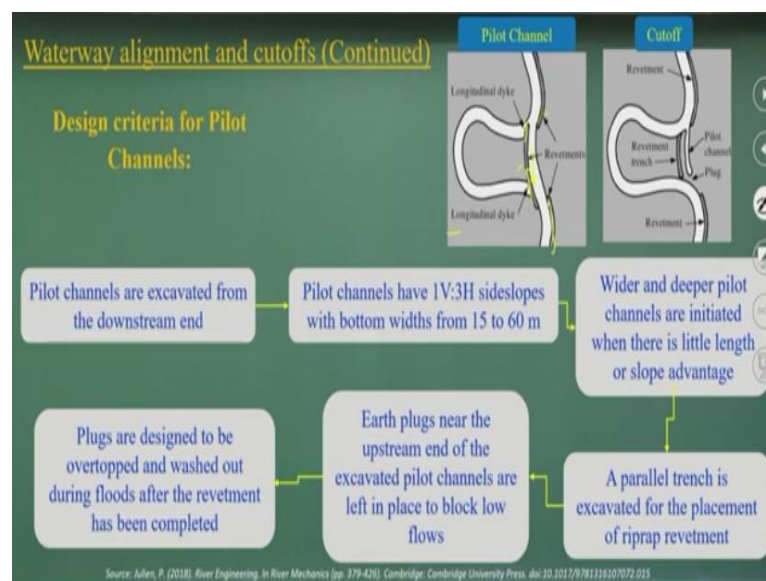 Waterway alignment and cutoffs (Continued)
Design criteria for Pilot
Channels:
Pilot Channel
Longitudinal dyke
Revetments
Longitudinal dyke
Cutoff
Revetment
Revetment
trench
Pilot
channel
Plug
Revetment
Pilot channels are excavated from
the downstream end
Pilot channels have 1V:3H sideslopes
with bottom widths from 15 to 60 m
Wider and deeper pilot
channels are initiated
when there is little length
or slope advantage
A parallel trench is
excavated for the placement
of riprap revetment
Earth plugs near the
upstream end of the
excavated pilot channels are
left in place to block low
flows
Plugs are designed to be
overtopped and washed out
during floods after the revetment
has been completed
Source: Julien, P. (2018). River Engineering. In River Mechanics (pp. 379-426). Cambridge: Cambridge University Press. doi:10.1017/9781316107072.015